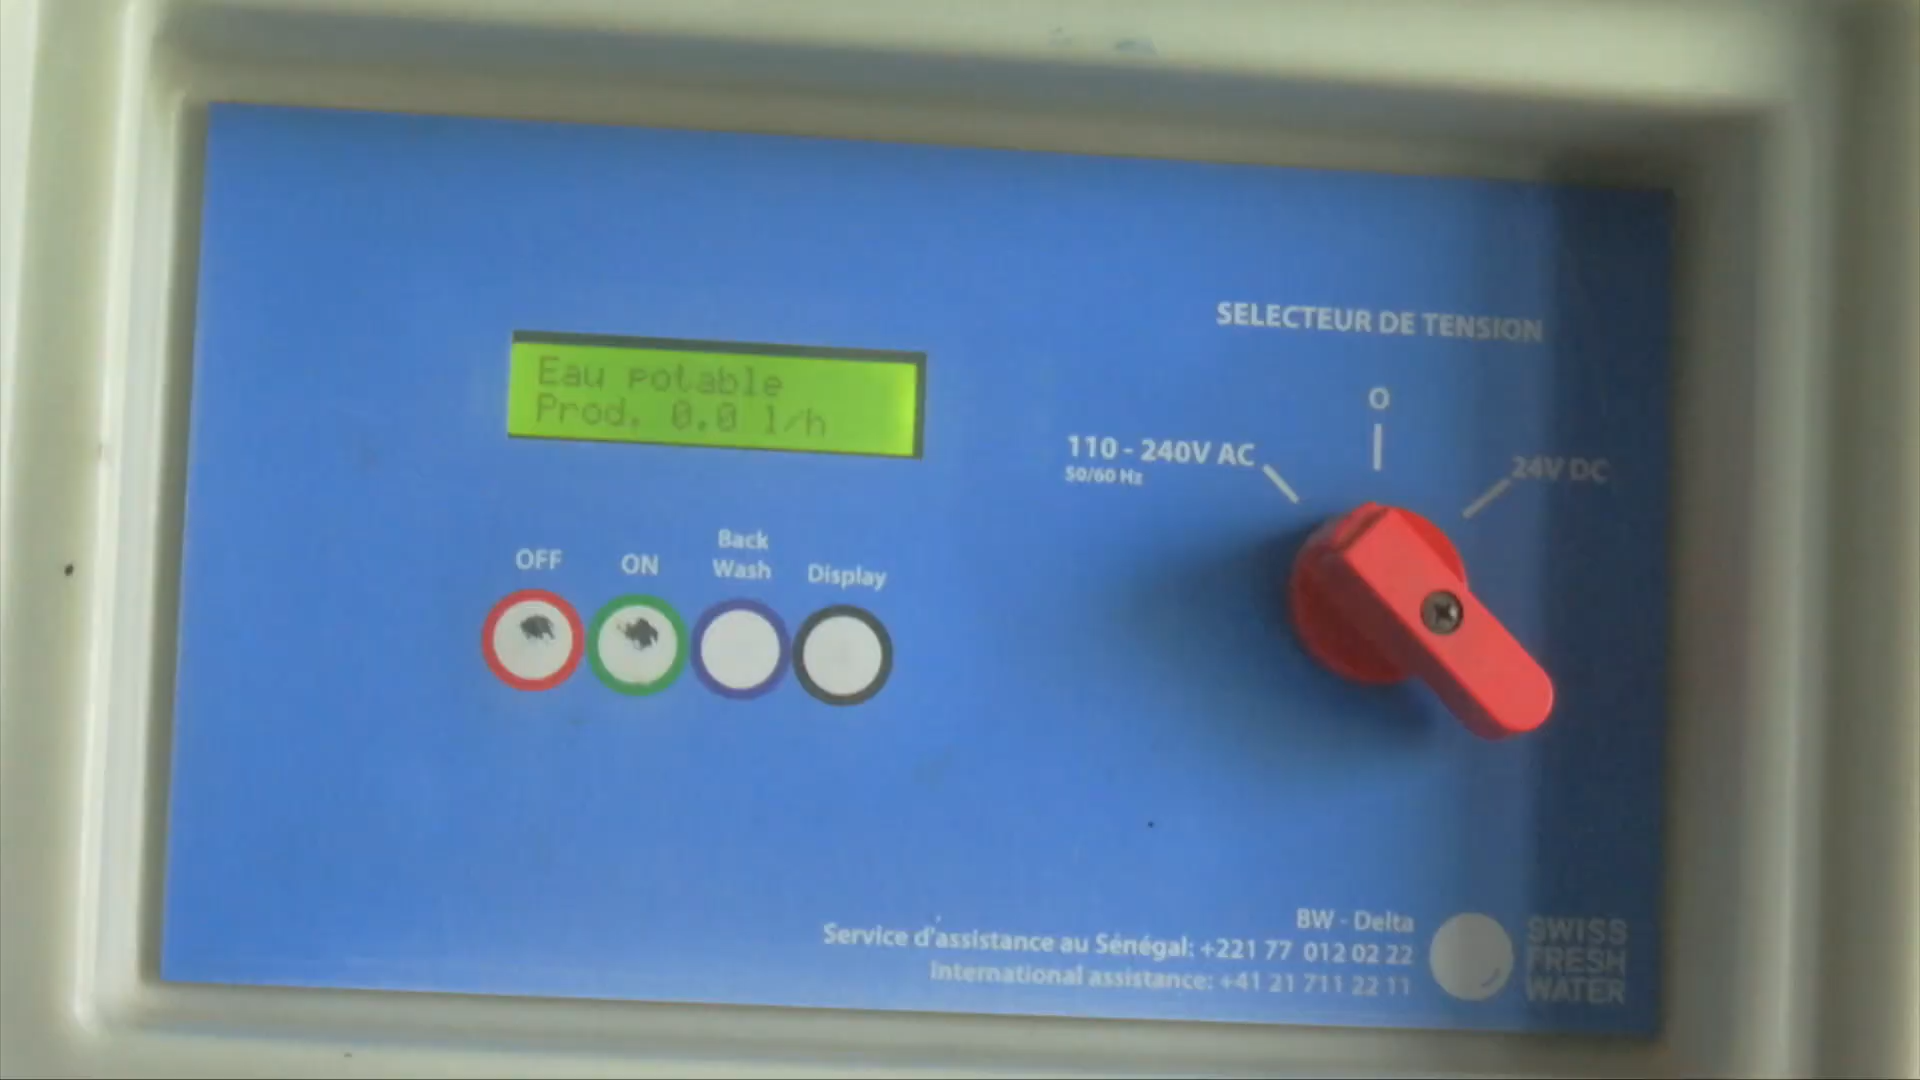 Eau potable
Prod. 0.0 l/h
OFF
ON
Back
Wash
Display
SELECTEUR DE TENSION
O
110 - 240V AC
50/60 Hz
24V DC
BW - Delta
Service d'assistance au Sénégal: +221 77 012 02 22
International assistance: +41 21 711 22 11
SWISS
FRESH
WATER